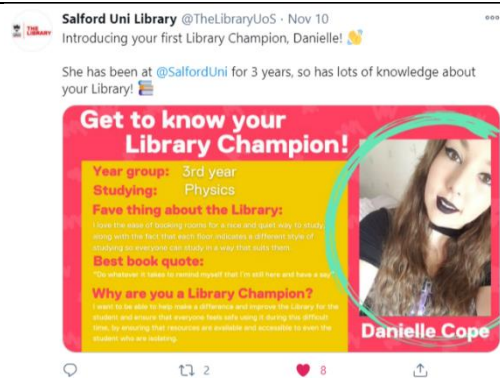 Salford Uni Library @TheLibraryUoS · Nov 10
THE
LIBRARY
Introducing your first Library Champion, Danielle! 👋
She has been at @SalfordUni for 3 years, so has lots of knowledge about
your Library! 📚
Get to know your
Library Champion!
Year group: 3rd year
Studying: Physics
Fave thing about the Library:
I love the ease of booking rooms for a nice and quiet way to study,
along with the fact that each floor indicates a different style of
studying so everyone can study in a way that suits them.
Best book quote:
"Do whatever it takes to remind myself that I'm still here and have a say"
Why are you a Library Champion?
I want to be able to help make a difference and improve the Library for the
student and ensure that everyone feels safe using it during this difficult
time, by ensuring that resources are available and accessible to even the
student who are isolating.
Danielle Cope
2
8